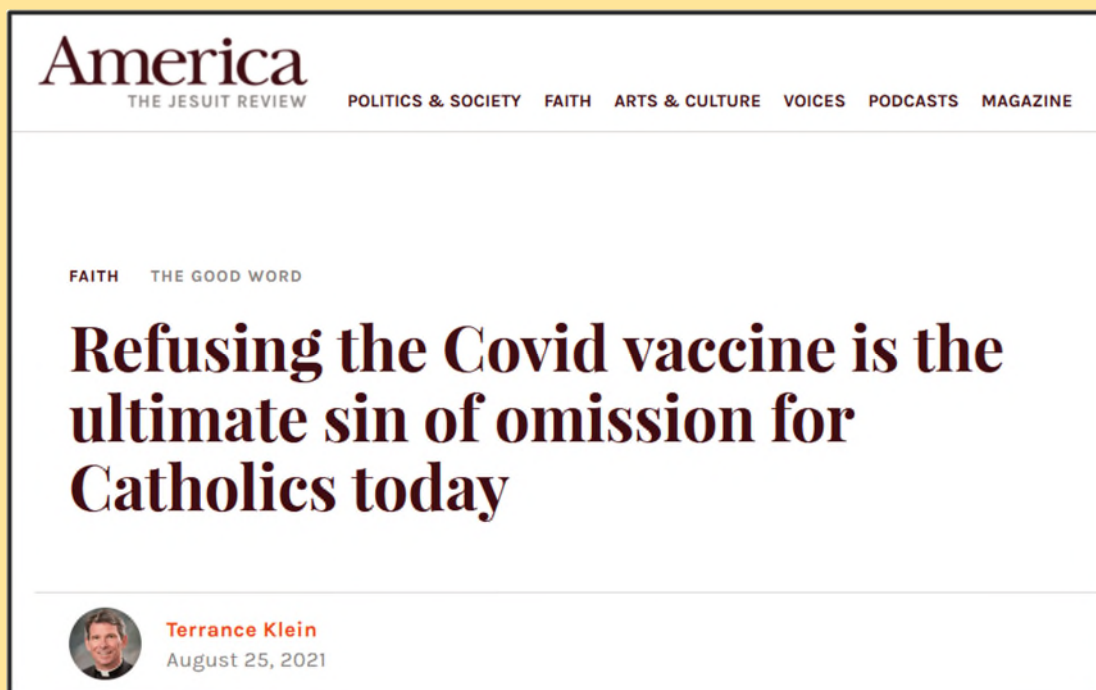 America
THE JESUIT REVIEW
POLITICS & SOCIETY FAITH ARTS & CULTURE VOICES PODCASTS MAGAZINE
FAITH THE GOOD WORD
Refusing the Covid vaccine is the
ultimate sin of omission for
Catholics today
Terrance Klein
August 25, 2021